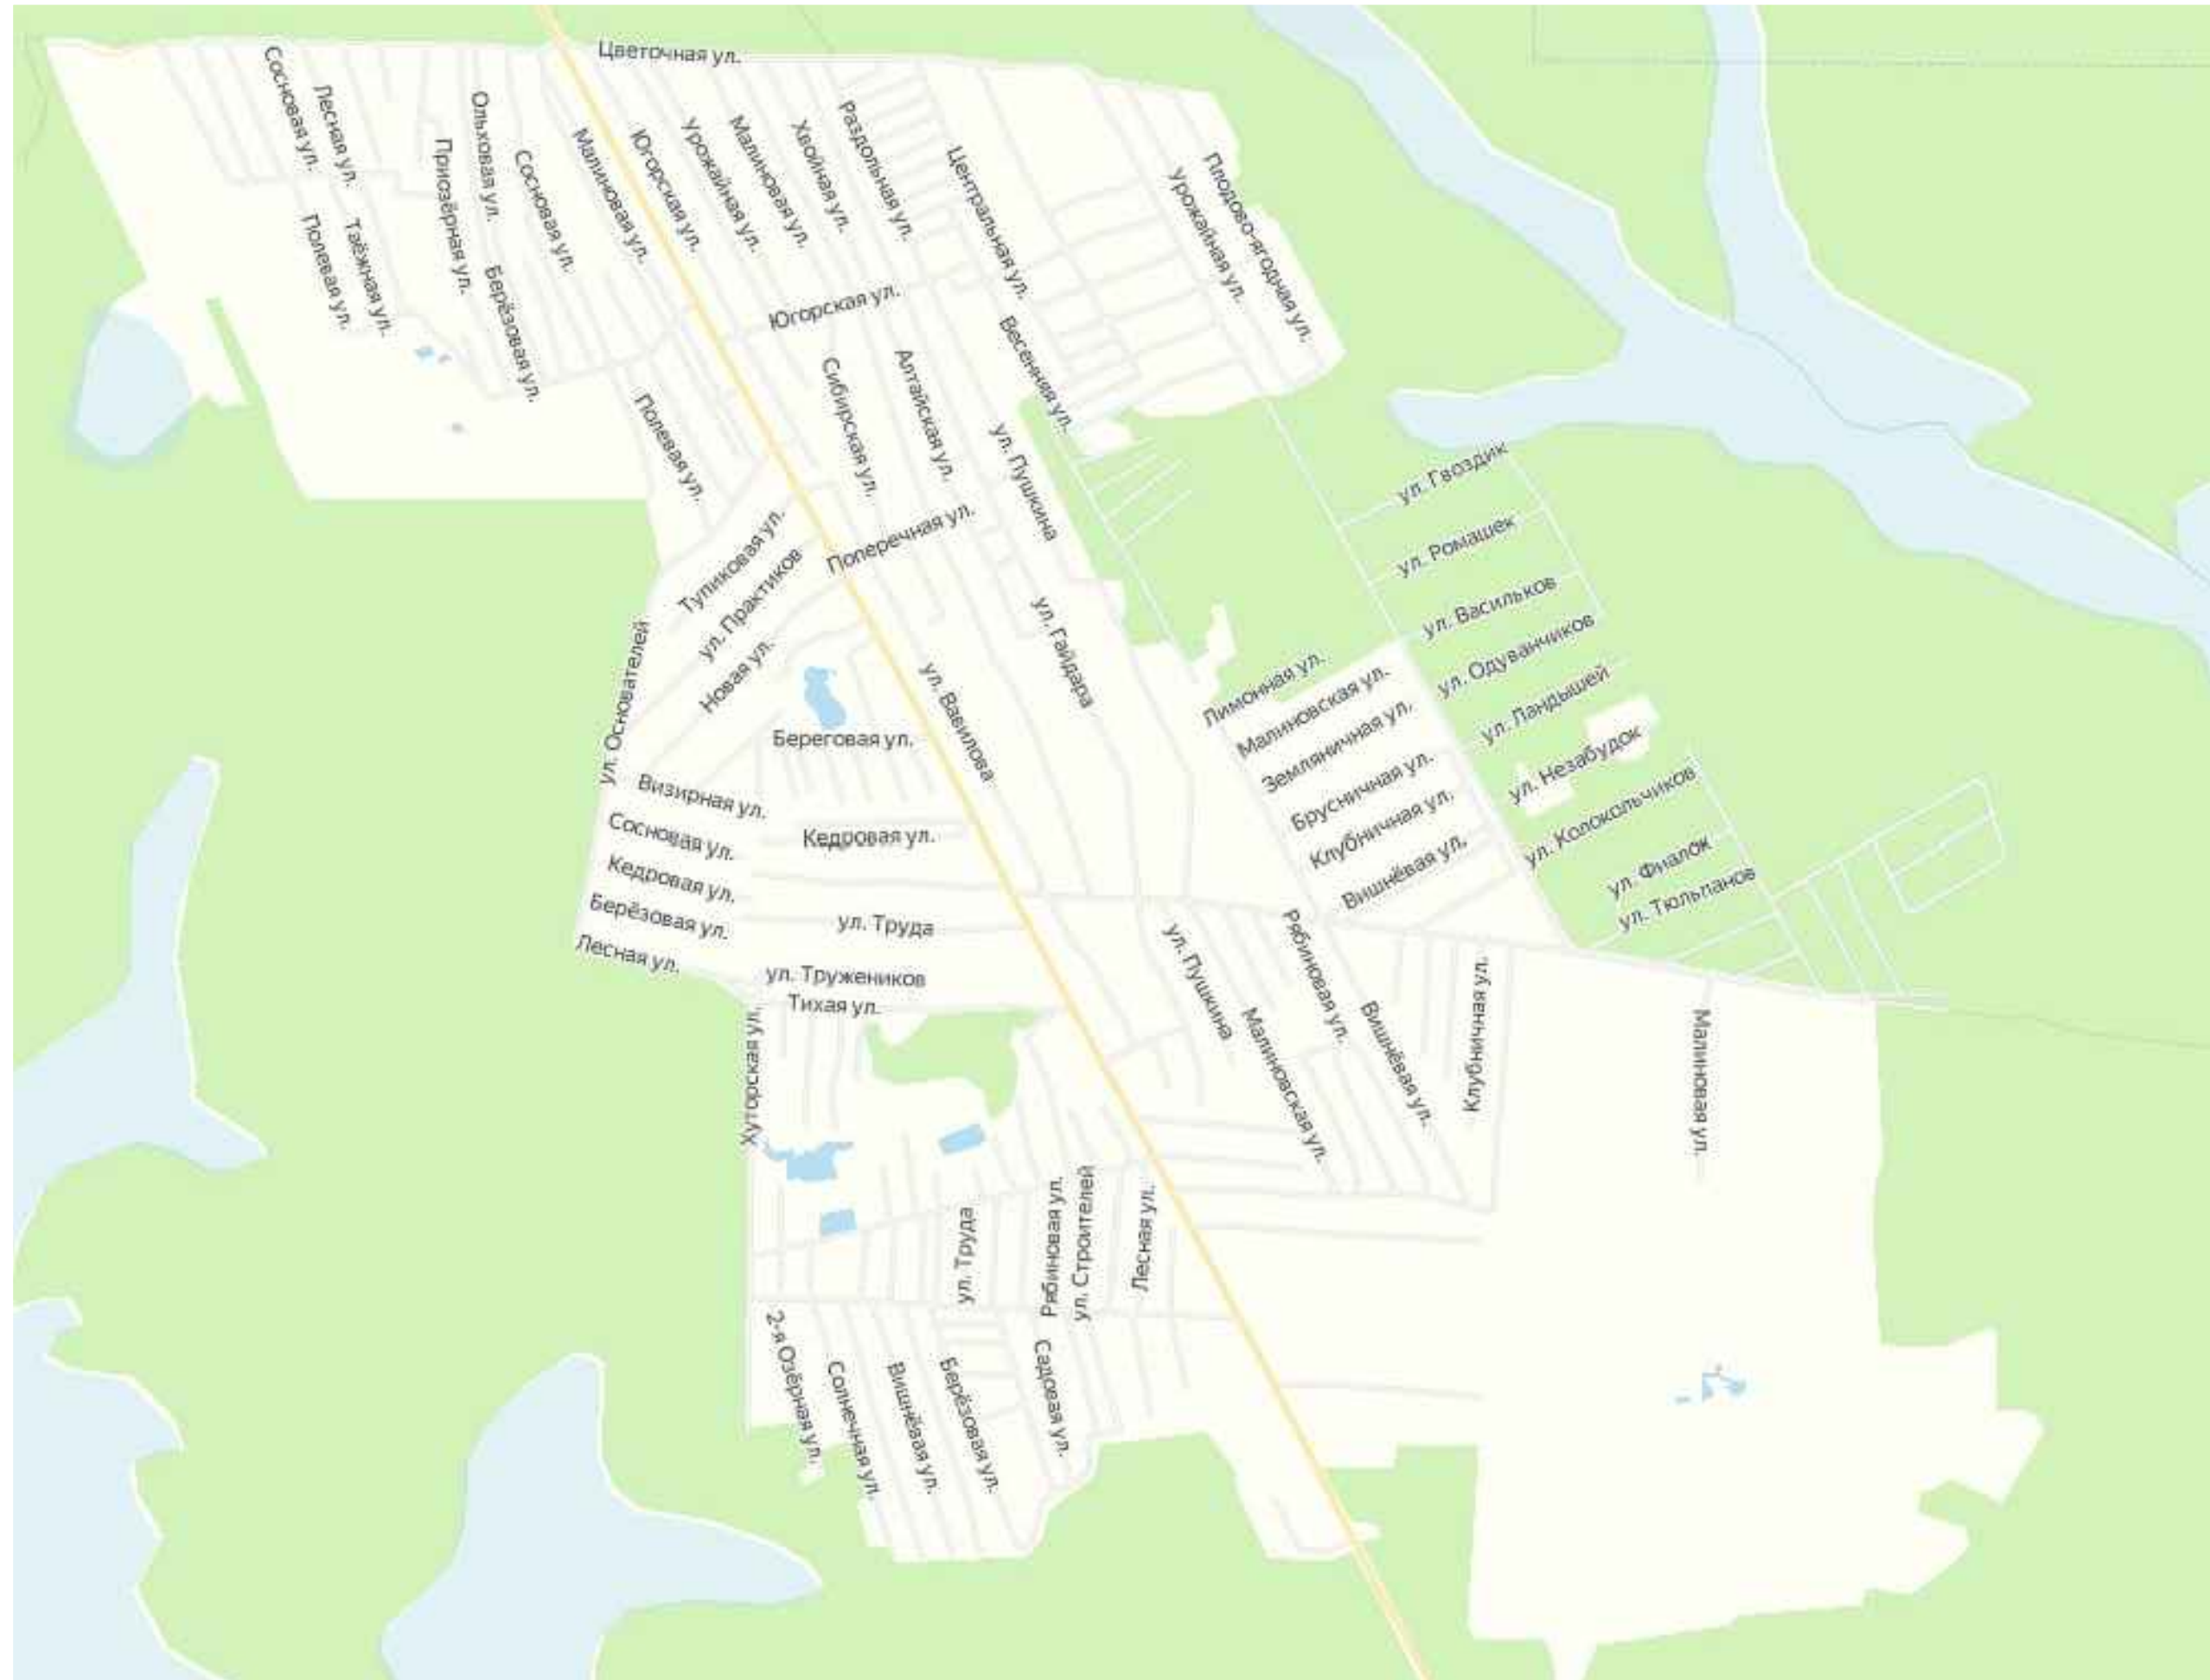 Цветочная ул.
Сосновая ул.
Лесная ул.
Ольховая ул.
Приозёрная ул.
Сосновая ул.
Малиновая ул.
Югорская ул.
Урожайная ул.
Малиновая ул.
Хвойная ул.
Раздольная ул.
Центральная ул.
Плодово-ягодная ул.
Урожайная ул.
Полевая ул.
Таёжная ул.
Берёзовая ул.
Югорская ул.
Весенняя ул.
Сибирская ул.
Алтайская ул.
Полевая ул.
ул. Пушкина
ул. Гвоздик
Поперечная ул.
Тупиковая ул.
ул. Практиков
ул. Ромашек
ул. Васильков
ул. Гайдара
Новая ул.
ул. Основателей
ул. Одуванчиков
Лимонная ул.
Малиновская ул.
ул. Вавилова
ул. Ландышей
Земляничная ул.
Береговая ул.
ул. Незабудок
Брусничная ул.
Визирная ул.
ул. Колокольчиков
Клубничная ул.
Сосновая ул.
Кедровая ул.
Вишнёвая ул.
ул. Фиалок
Кедровая ул.
ул. Тюльпанов
Берёзовая ул.
ул. Труда
Лесная ул.
ул. Тружеников
Тихая ул.
ул. Пушкина
Рябиновая ул.
Клубничная ул.
Хуторская ул.
Малиновская ул.
Вишнёвая ул.
Малиновая ул.
ул. Труда
Рябиновая ул.
ул. Строителей
Лесная ул.
2-я Озёрная ул.
Солнечная ул.
Вишнёвая ул.
Берёзовая ул.
Садовая ул.